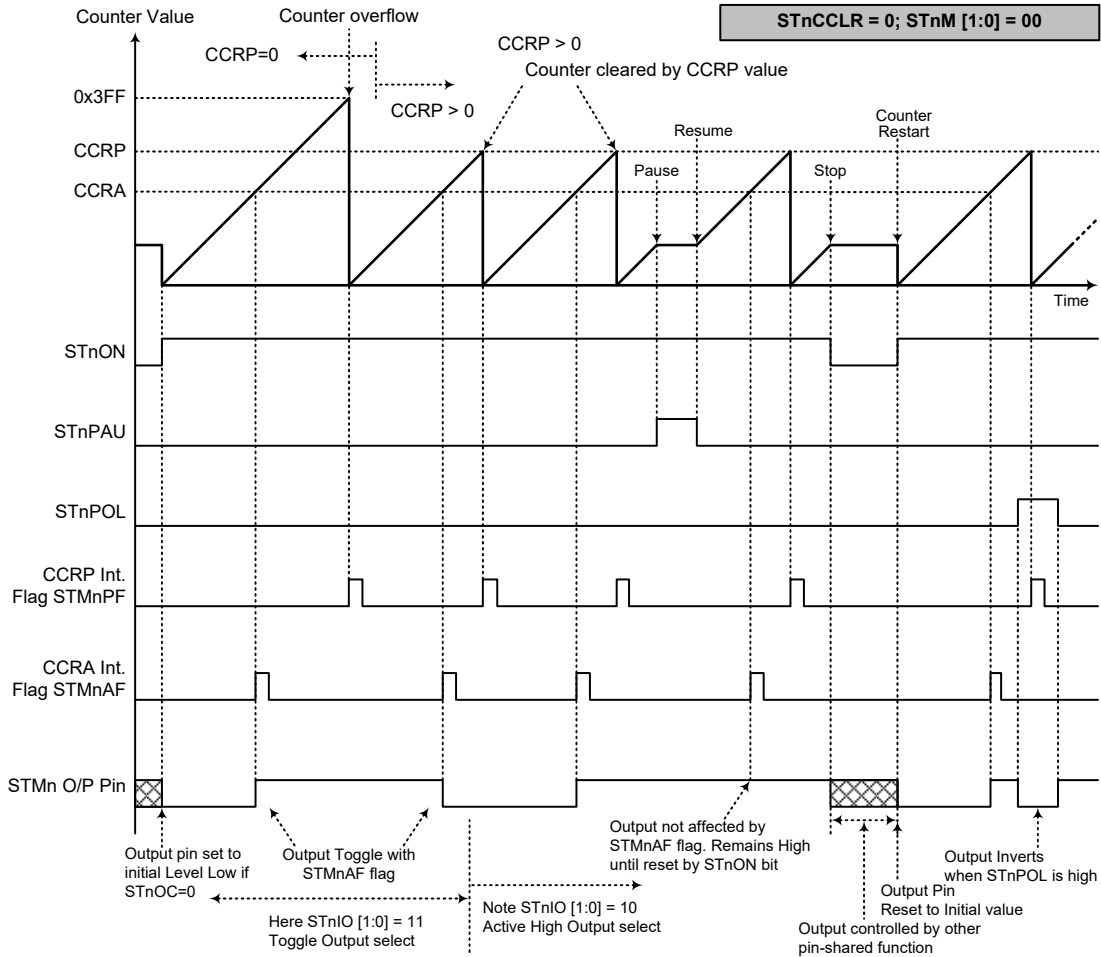 Counter Value
Counter overflow
STnCCLR = 0; STnM [1:0] = 00
CCRP=0
CCRP > 0
CCRP > 0
Counter cleared by CCRP value
0x3FF
CCRP
CCRA
Pause
Resume
Stop
Counter
Restart
Time
STnON
STnPAU
STnPOL
CCRP Int.
Flag STMnPF
CCRA Int.
Flag STMnAF
STMn O/P Pin
Output pin set to
initial Level Low if
STnOC=0
Output Toggle with
STMnAF flag
Here STnIO [1:0] = 11
Toggle Output select
Note STnIO [1:0] = 10
Active High Output select
Output not affected by
STMnAF flag. Remains High
until reset by STnON bit
Output Pin
Reset to Initial value
Output controlled by other
pin-shared function
Output Inverts
when STnPOL is high